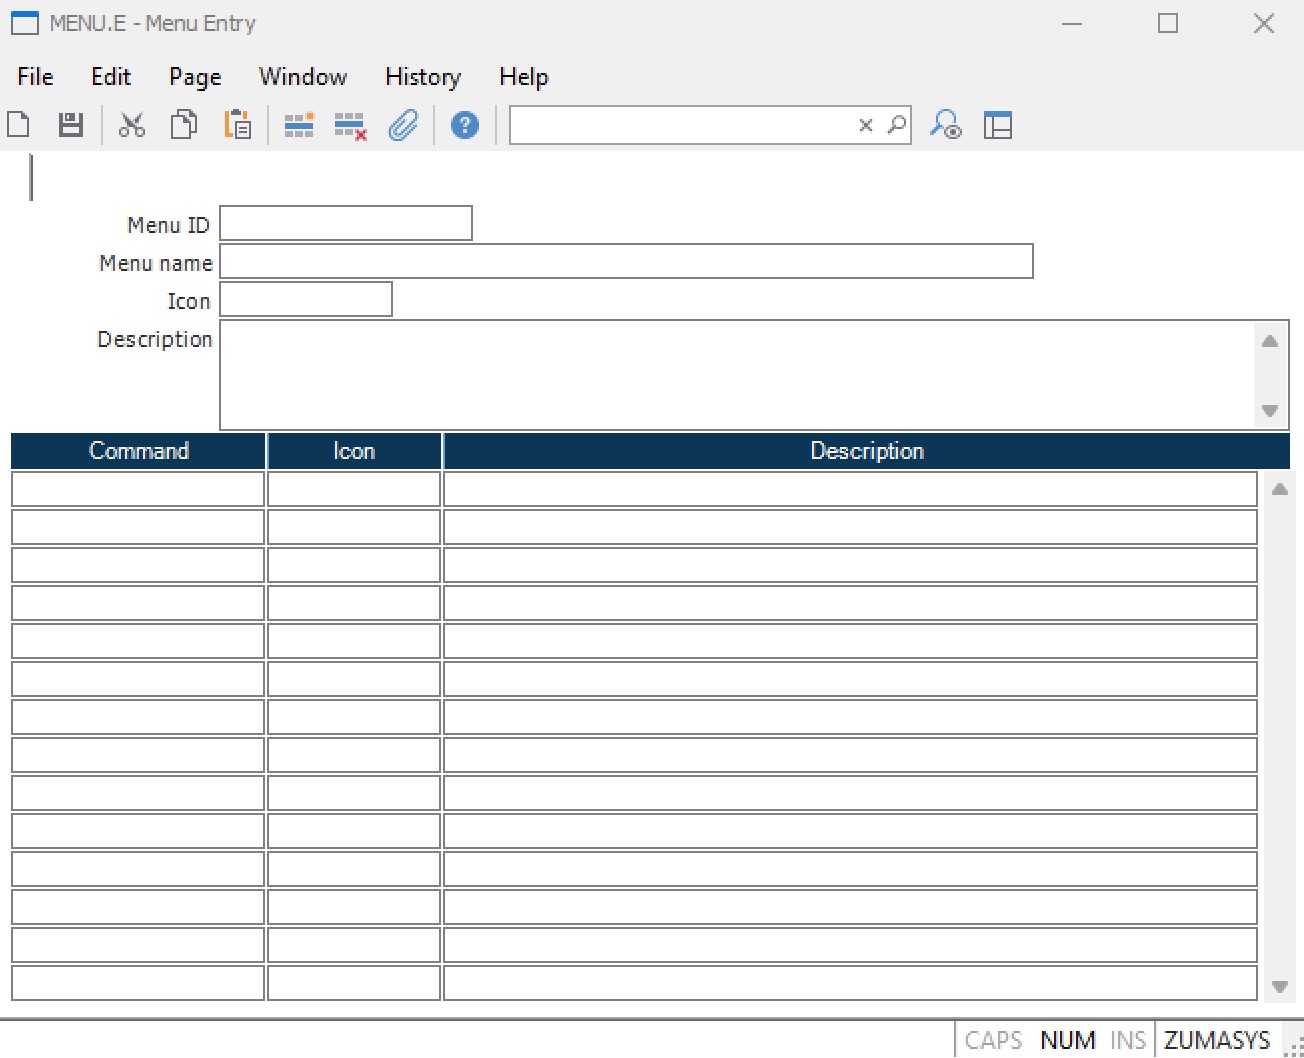 MENU.E - Menu Entry
File Edit Page Window History Help
Menu ID
Menu name
Icon
Description
Command Icon Description
CAPS NUM INS ZUMASYS